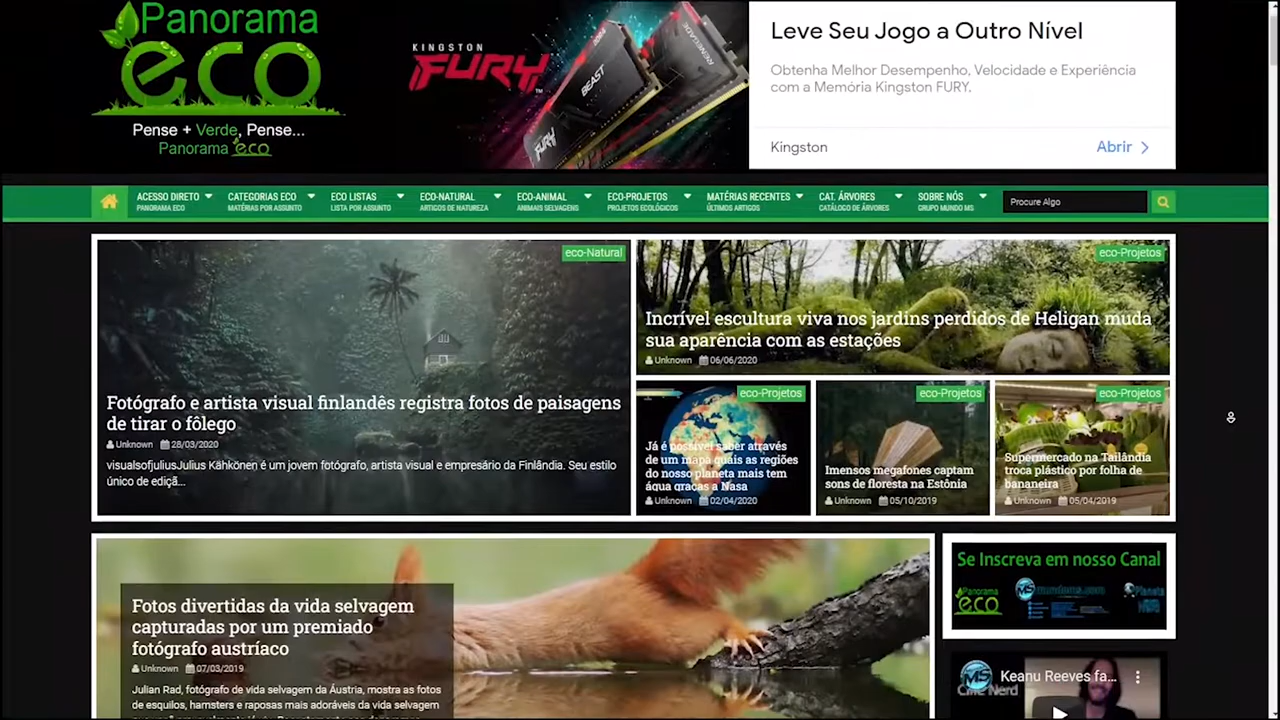 Panorama
eco
Pense + Verde, Pense...
Panorama eco
KINGSTON
FURY
BEAST
FURY
RENEGADE
Leve Seu Jogo a Outro Nível
Obtenha Melhor Desempenho, Velocidade e Experiência
com a Memória Kingston FURY.
Kingston
Abrir
ACESSO DIRETO
PANORAMA ECO
CATEGORIAS ECO
MATÉRIAS POR ASSUNTO
ECO LISTAS
LISTA POR ASSUNTO
ECO-NATURAL
ARTIGOS DE NATUREZA
ECO-ANIMAL
ANIMAIS SELVAGENS
ECO-PROJETOS
PROJETOS ECOLÓGICOS
MATÉRIAS RECENTES
ÚLTIMOS ARTIGOS
CAT. ÁRVORES
CATÁLOGO DE ÁRVORES
SOBRE NÓS
GRUPO MUNDO MS
Procure Algo
eco-Natural
Fotógrafo e artista visual finlandês registra fotos de paisagens
de tirar o fôlego
Unknown 28/03/2020
visualsofjuliusJulius Kähkönen é um jovem fotógrafo, artista visual e empresário da Finlândia. Seu estilo
único de ediçã...
eco-Projetos
Incrível escultura viva nos jardins perdidos de Heligan muda
sua aparência com as estações
Unknown 06/06/2020
eco-Projetos
Já é possível saber através
de um mapa quais as regiões
do nosso planeta mais tem
água graças a Nasa
Unknown 02/04/2020
eco-Projetos
Imensos megafones captam
sons de floresta na Estônia
Unknown 05/10/2019
eco-Projetos
Supermercado na Tailândia
troca plástico por folha de
bananeira
Unknown 05/04/2019
Fotos divertidas da vida selvagem
capturadas por um premiado
fotógrafo austríaco
Unknown 07/03/2019
Julian Rad, fotógrafo de vida selvagem da Áustria, mostra as fotos
de esquilos, hamsters e raposas mais adoráveis da vida selvagem
Se Inscreva em nosso Canal
Panorama
eco
MS
Planeta
MS
Cine Nerd
Keanu Reeves fa...